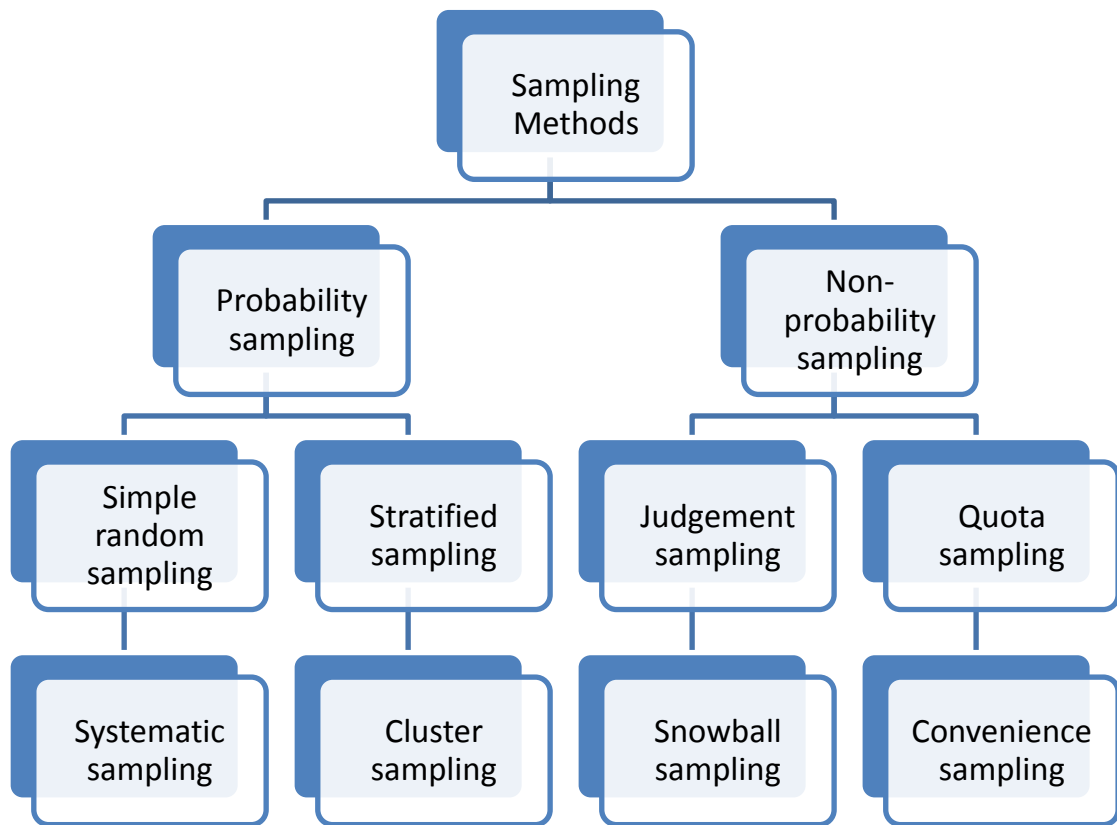 Sampling
Methods
Probability
sampling
Non-
probability
sampling
Simple
random
sampling
Stratified
sampling
Judgement
sampling
Quota
sampling
Systematic
sampling
Cluster
sampling
Snowball
sampling
Convenience
sampling